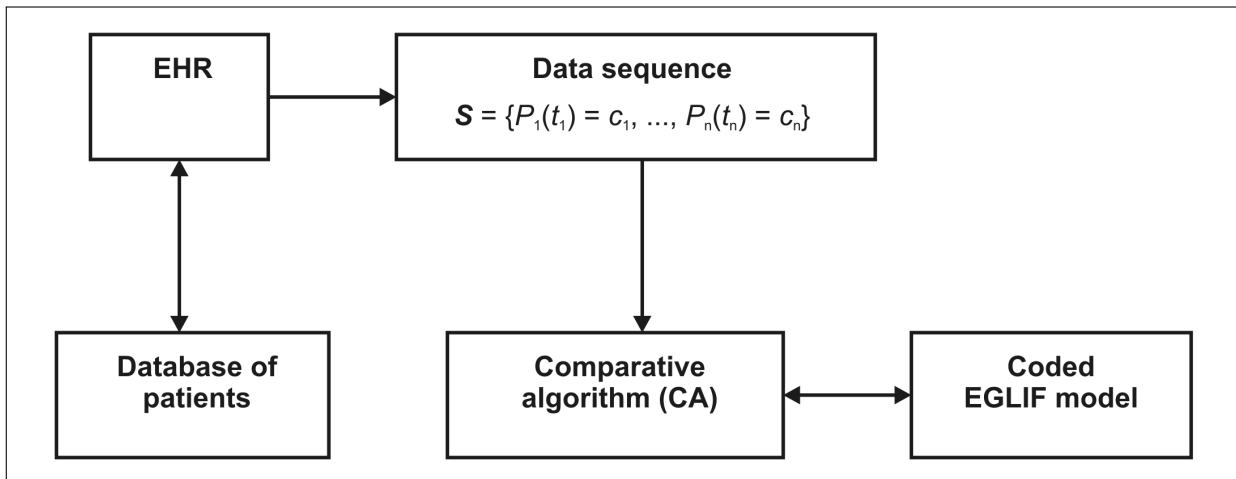 EHR
Data sequence
S = {P₁(t₁) = c₁, ..., Pₙ(tₙ) = cₙ}
Database of
patients
Comparative
algorithm (CA)
Coded
EGLIF model